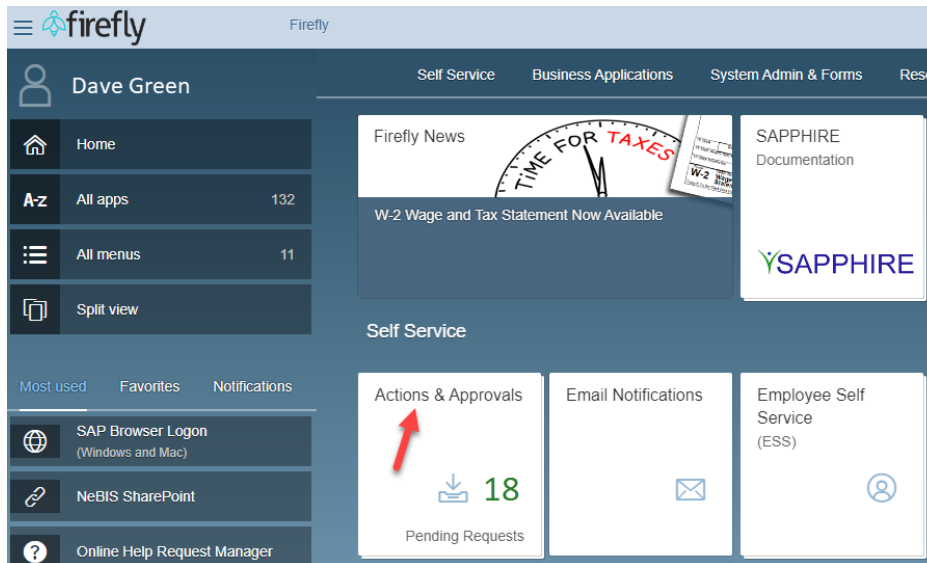 firefly
Firefly
Dave Green
Home
A-z All apps 132
All menus 11
Split view
Most used Favorites Notifications
SAP Browser Logon
(Windows and Mac)
NeBIS SharePoint
? Online Help Request Manager
Self Service Business Applications System Admin & Forms Res
Firefly News
TIME FOR TAXES
W-2
W-2 Wage and Tax Statement Now Available
SAPPHIRE
Documentation
SAPPHIRE
Self Service
Actions & Approvals
18
Pending Requests
Email Notifications
Employee Self
Service
(ESS)